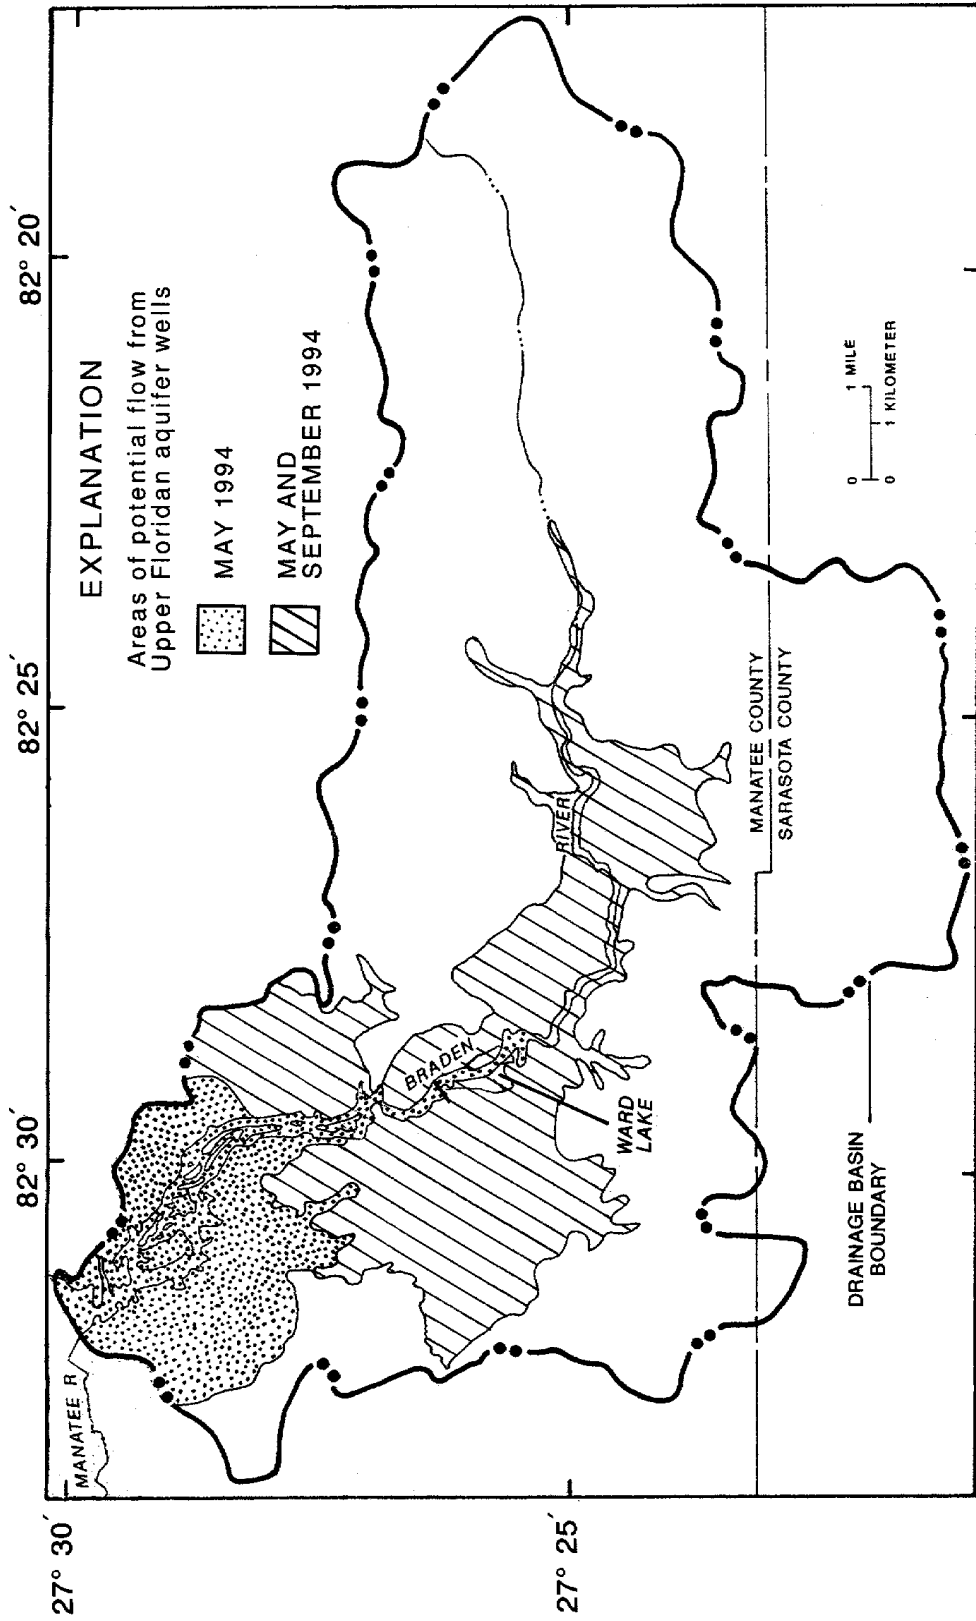 82° 30´
82° 25´
82° 20´
27° 30´
27° 25´
EXPLANATION
Areas of potential flow from
Upper Floridan aquifer wells
MAY 1994
MAY AND
SEPTEMBER 1994
MANATEE R
BRADEN
RIVER
WARD
LAKE
MANATEE COUNTY
SARASOTA COUNTY
DRAINAGE BASIN
BOUNDARY
0 1 MILE
0 1 KILOMETER